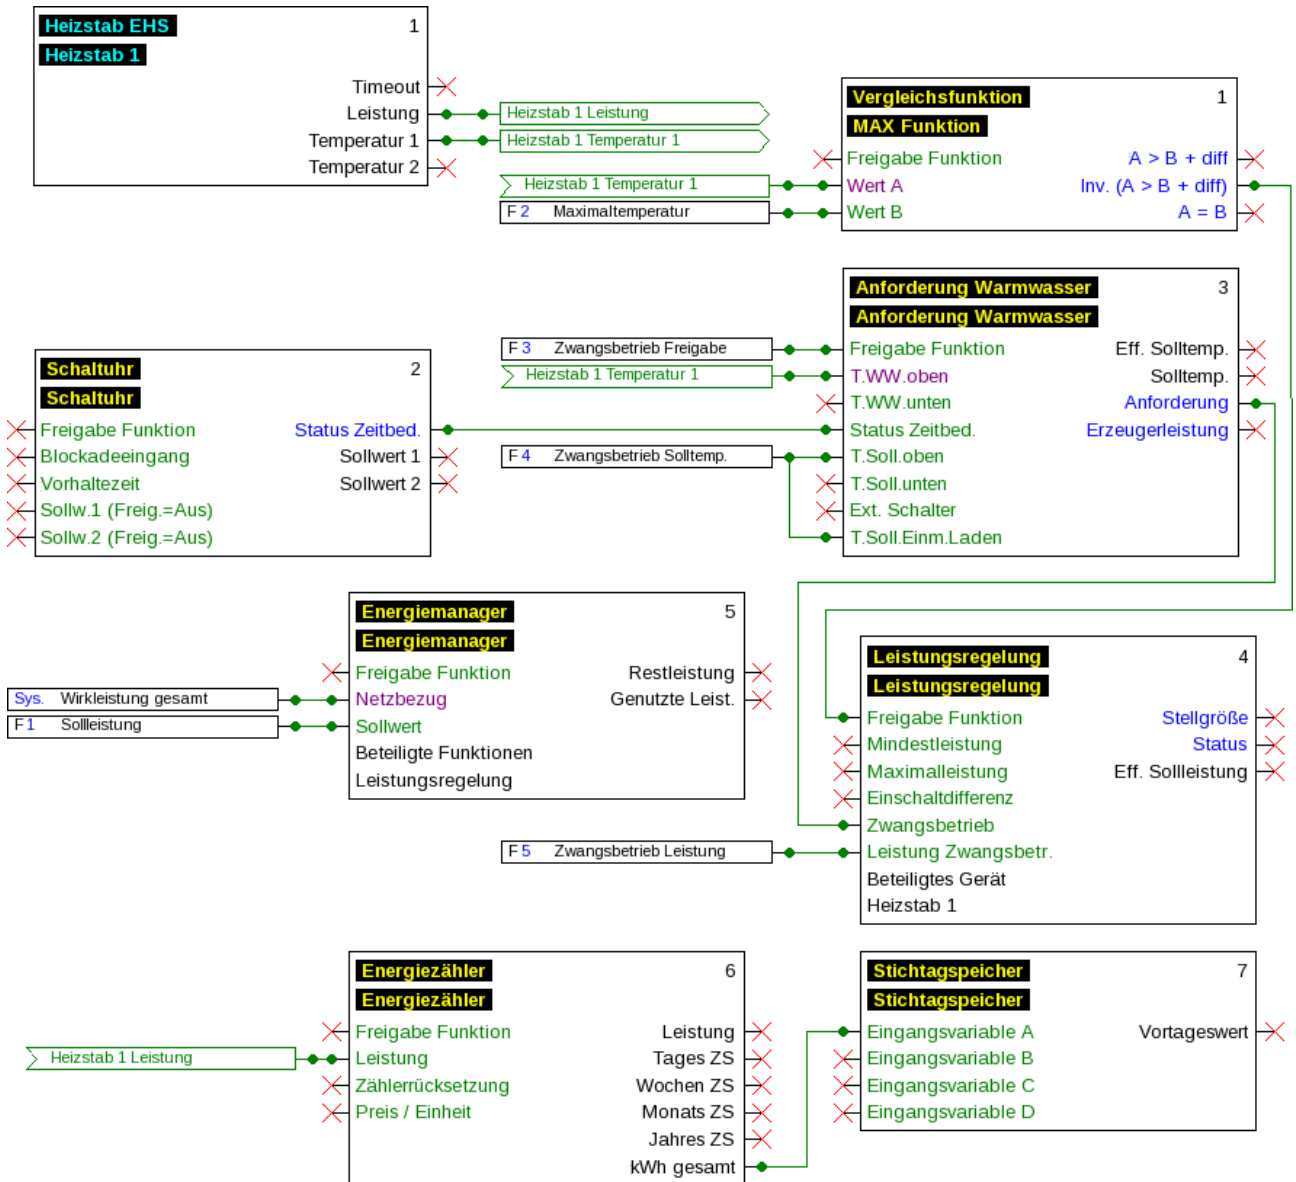 Heizstab EHS 1
Heizstab 1
Timeout
Leistung
Temperatur 1
Temperatur 2
Heizstab 1 Leistung
Heizstab 1 Temperatur 1
Vergleichsfunktion 1
MAX Funktion
Freigabe Funktion A > B + diff
Wert A Inv. (A > B + diff)
Wert B A = B
Heizstab 1 Temperatur 1
F 2 Maximaltemperatur
Anforderung Warmwasser 3
Anforderung Warmwasser
Freigabe Funktion Eff. Solltemp.
T.WW.oben Solltemp.
T.WW.unten Anforderung
Status Zeitbed. Erzeugerleistung
T.Soll.oben
T.Soll.unten
Ext. Schalter
T.Soll.Einm.Laden
F 3 Zwangsbetrieb Freigabe
Heizstab 1 Temperatur 1
F 4 Zwangsbetrieb Solltemp.
Schaltuhr 2
Schaltuhr
Freigabe Funktion Status Zeitbed.
Blockadeeingang Sollwert 1
Vorhaltezeit Sollwert 2
Sollw.1 (Freig.=Aus)
Sollw.2 (Freig.=Aus)
Energiemanager 5
Energiemanager
Freigabe Funktion Restleistung
Netzbezug Genutzte Leist.
Sollwert
Beteiligte Funktionen
Leistungsregelung
Sys. Wirkleistung gesamt
F 1 Sollleistung
Leistungsregelung 4
Leistungsregelung
Freigabe Funktion Stellgröße
Mindestleistung Status
Maximalleistung Eff. Sollleistung
Einschaltdifferenz
Zwangsbetrieb
Leistung Zwangsbetr.
Beteiligtes Gerät
Heizstab 1
F 5 Zwangsbetrieb Leistung
Energiezähler 6
Energiezähler
Freigabe Funktion Leistung
Leistung Tages ZS
Zählerrücksetzung Wochen ZS
Preis / Einheit Monats ZS
Jahres ZS
kWh gesamt
Heizstab 1 Leistung
Stichtagspeicher 7
Stichtagspeicher
Eingangsvariable A Vortageswert
Eingangsvariable B
Eingangsvariable C
Eingangsvariable D